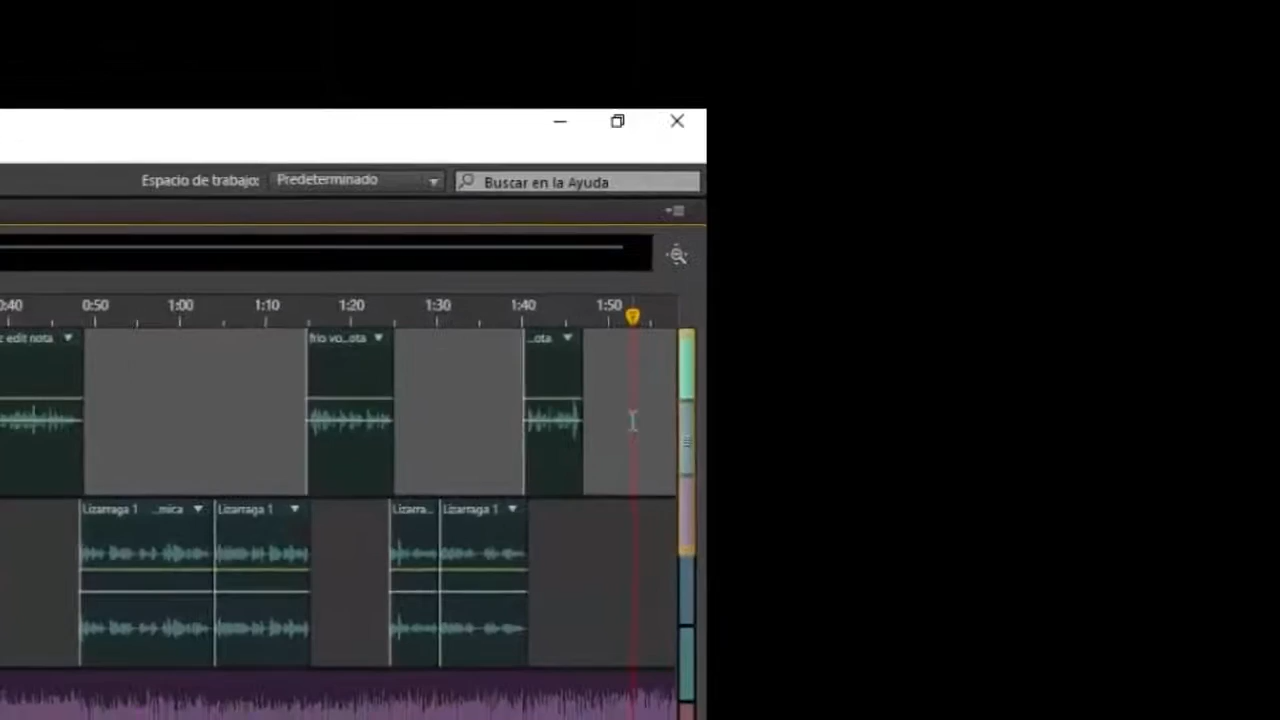 Espacio de trabajo: Predeterminado Buscar en la Ayuda
0:40 0:50 1:00 1:10 1:20 1:30 1:40 1:50
edit nota frio vo...ota ...ota
Lizarraga 1 ...mica Lizarraga 1 Lizarra... Lizarraga 1